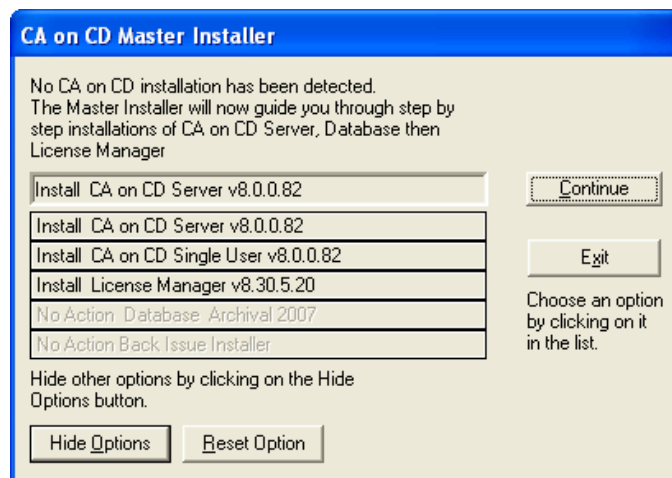 CA on CD Master Installer
No CA on CD installation has been detected.
The Master Installer will now guide you through step by
step installations of CA on CD Server, Database then
License Manager
Install CA on CD Server v8.0.0.82
Continue
Install CA on CD Server v8.0.0.82
Install CA on CD Single User v8.0.0.82
Install License Manager v8.30.5.20
No Action Database Archival 2007
No Action Back Issue Installer
Exit
Choose an option
by clicking on it
in the list.
Hide other options by clicking on the Hide
Options button.
Hide Options
Reset Option